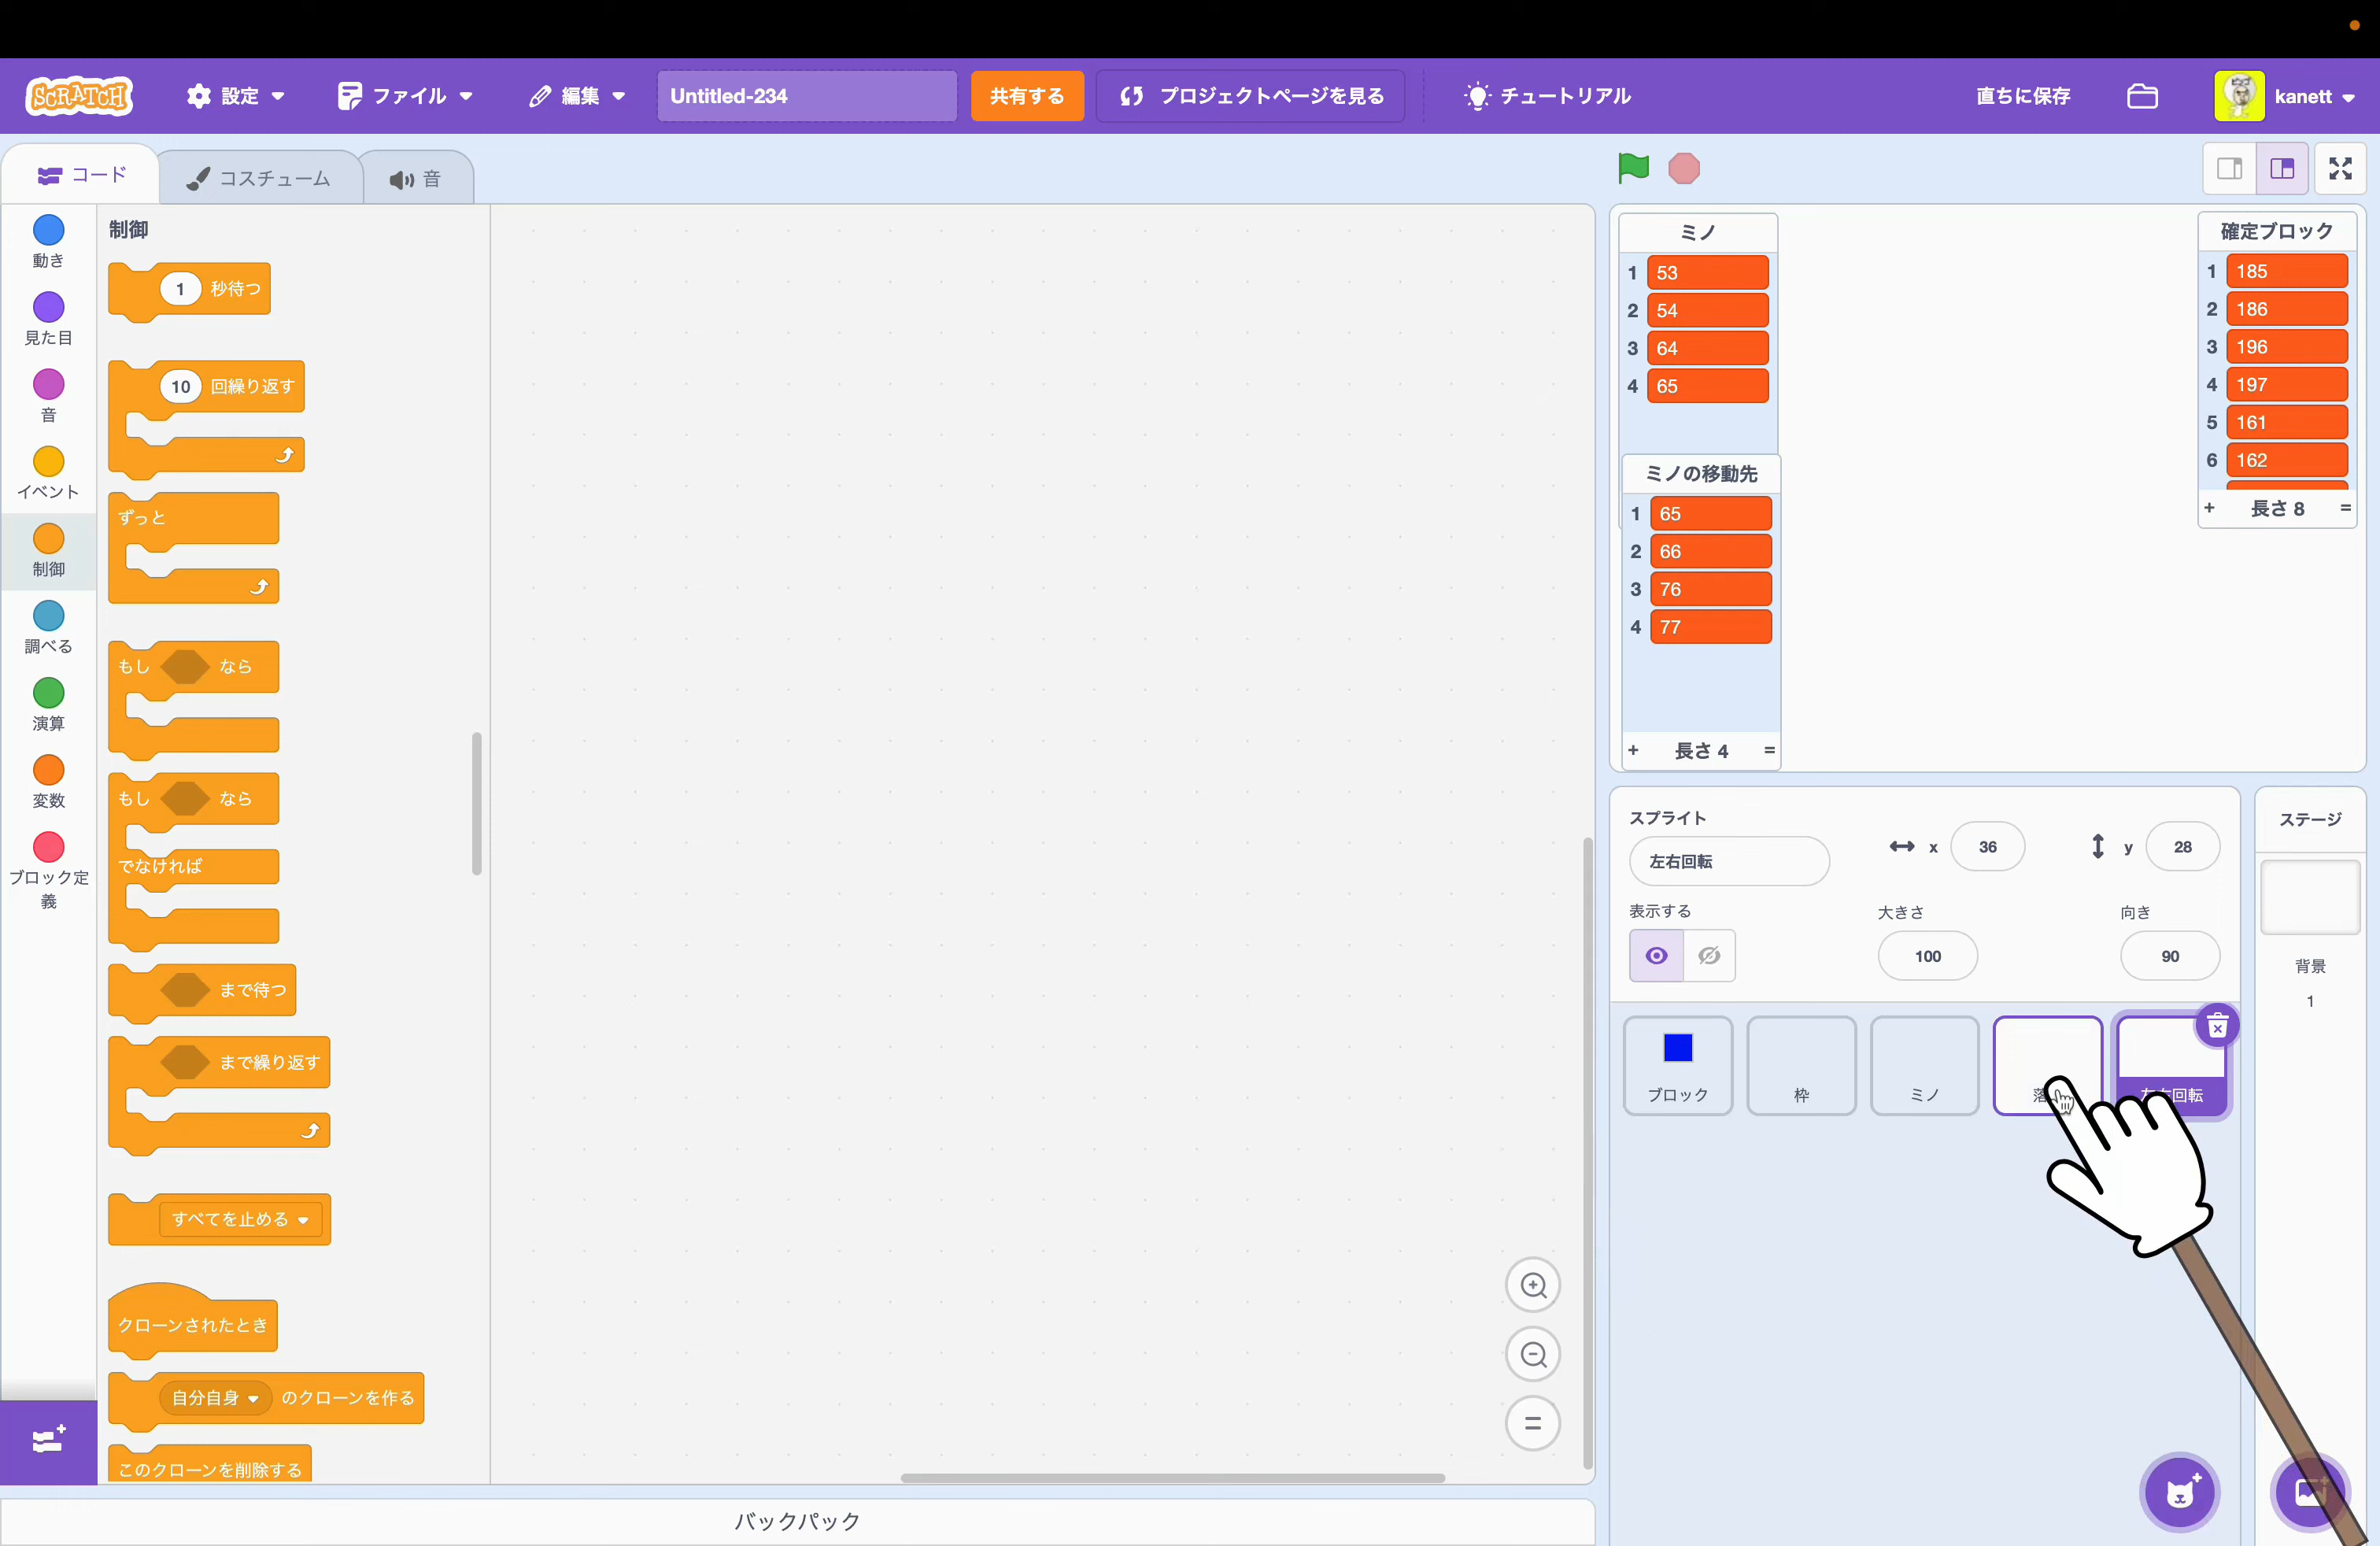 SCRATCH
設定
ファイル
編集
Untitled-234
共有する
プロジェクトページを見る
チュートリアル
直ちに保存
kanett
コード
コスチューム
音
動き
見た目
音
イベント
制御
調べる
演算
変数
ブロック定
義
制御
1 秒待つ
10 回繰り返す
ずっと
もし なら
もし なら
でなければ
まで待つ
まで繰り返す
すべてを止める
クローンされたとき
自分自身 のクローンを作る
このクローンを削除する
バックパック
ミノ
1 53
2 54
3 64
4 65
ミノの移動先
1 65
2 66
3 76
4 77
+ 長さ 4 =
確定ブロック
1 185
2 186
3 196
4 197
5 161
6 162
+ 長さ 8 =
スプライト
左右回転
x 36
y 28
表示する
大きさ
100
向き
90
ブロック
枠
ミノ
落
回転
ステージ
背景
1